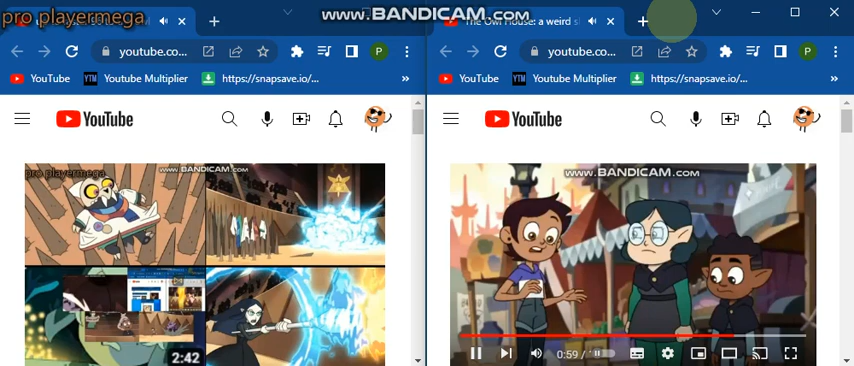 pro playermega
www.BANDICAM.com
The Owl House: a weird s
youtube.co...
P
youtube.co...
P
YouTube
YTM Youtube Multiplier
https://snapsave.io/...
»
YouTube
YTM Youtube Multiplier
https://snapsave.io/...
»
YouTube
YouTube
pro playermega
www.BANDICAM.com
www.BANDICAM.com
2:42
0:59 /